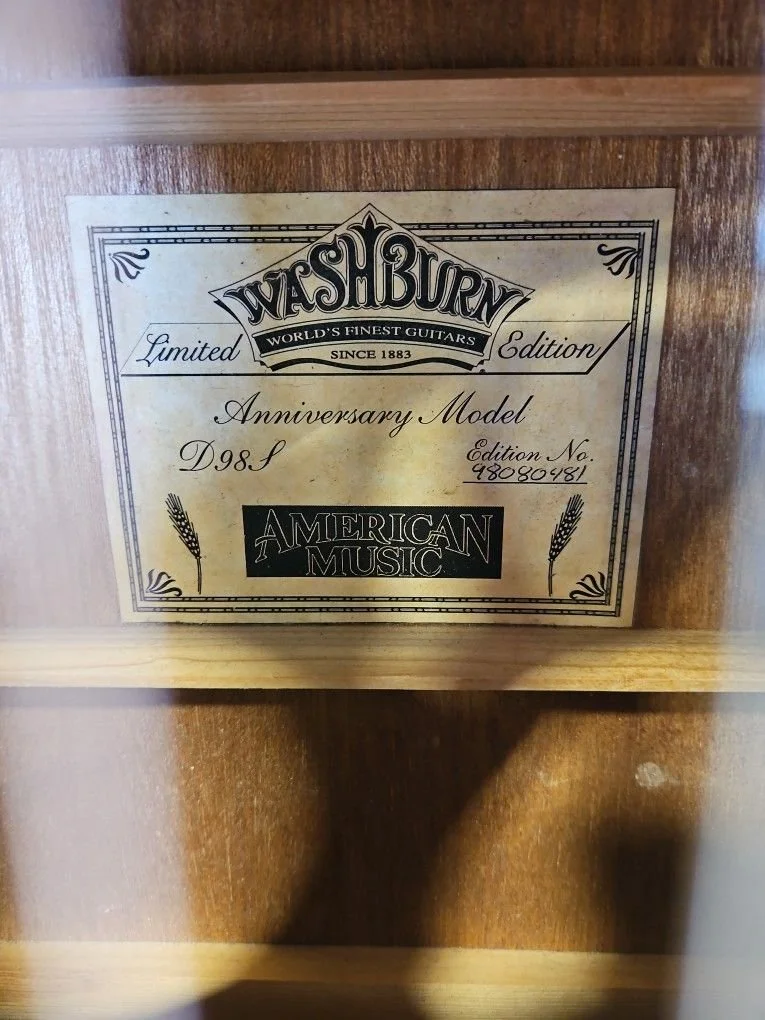 WASHBURN
WORLD'S FINEST GUITARS
Limited SINCE 1883 Edition
Anniversary Model
D98S Edition No.
98080481
AMERICAN
MUSIC